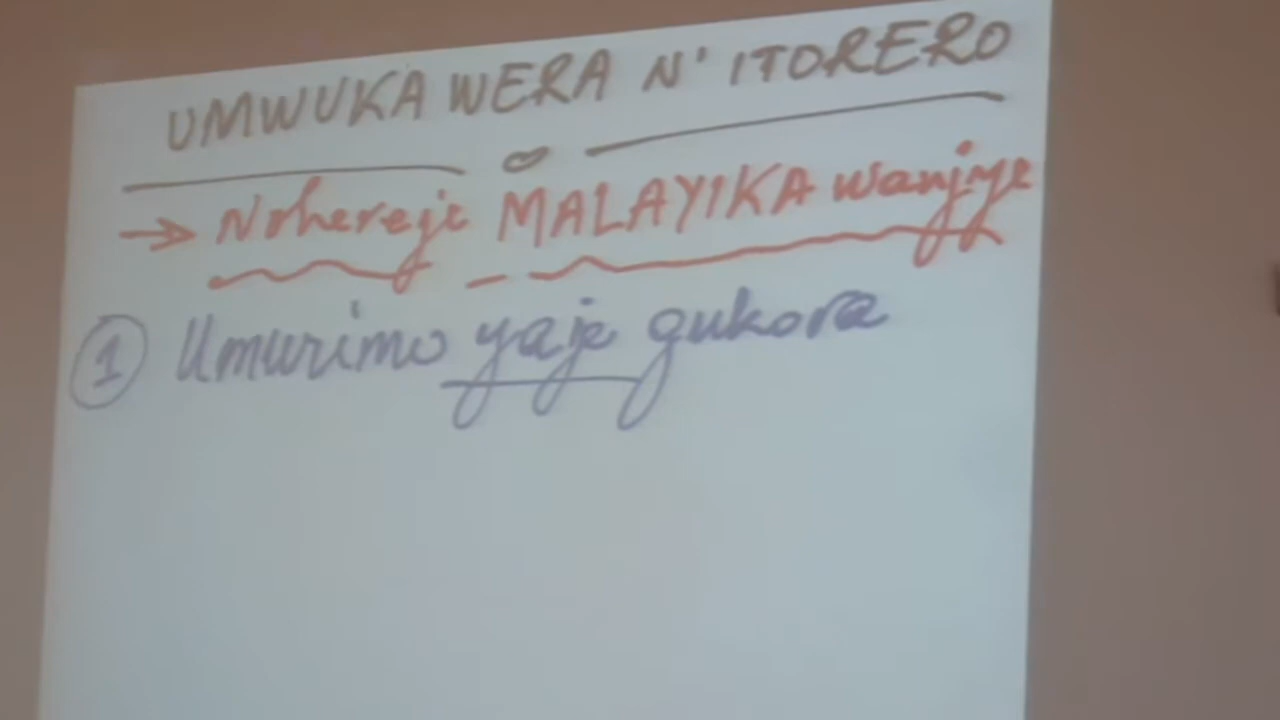 UMWUKA WERA N' ITORERO
→ Nohereje MALAYIKA wanjye
1 Umurimo yaje gukora